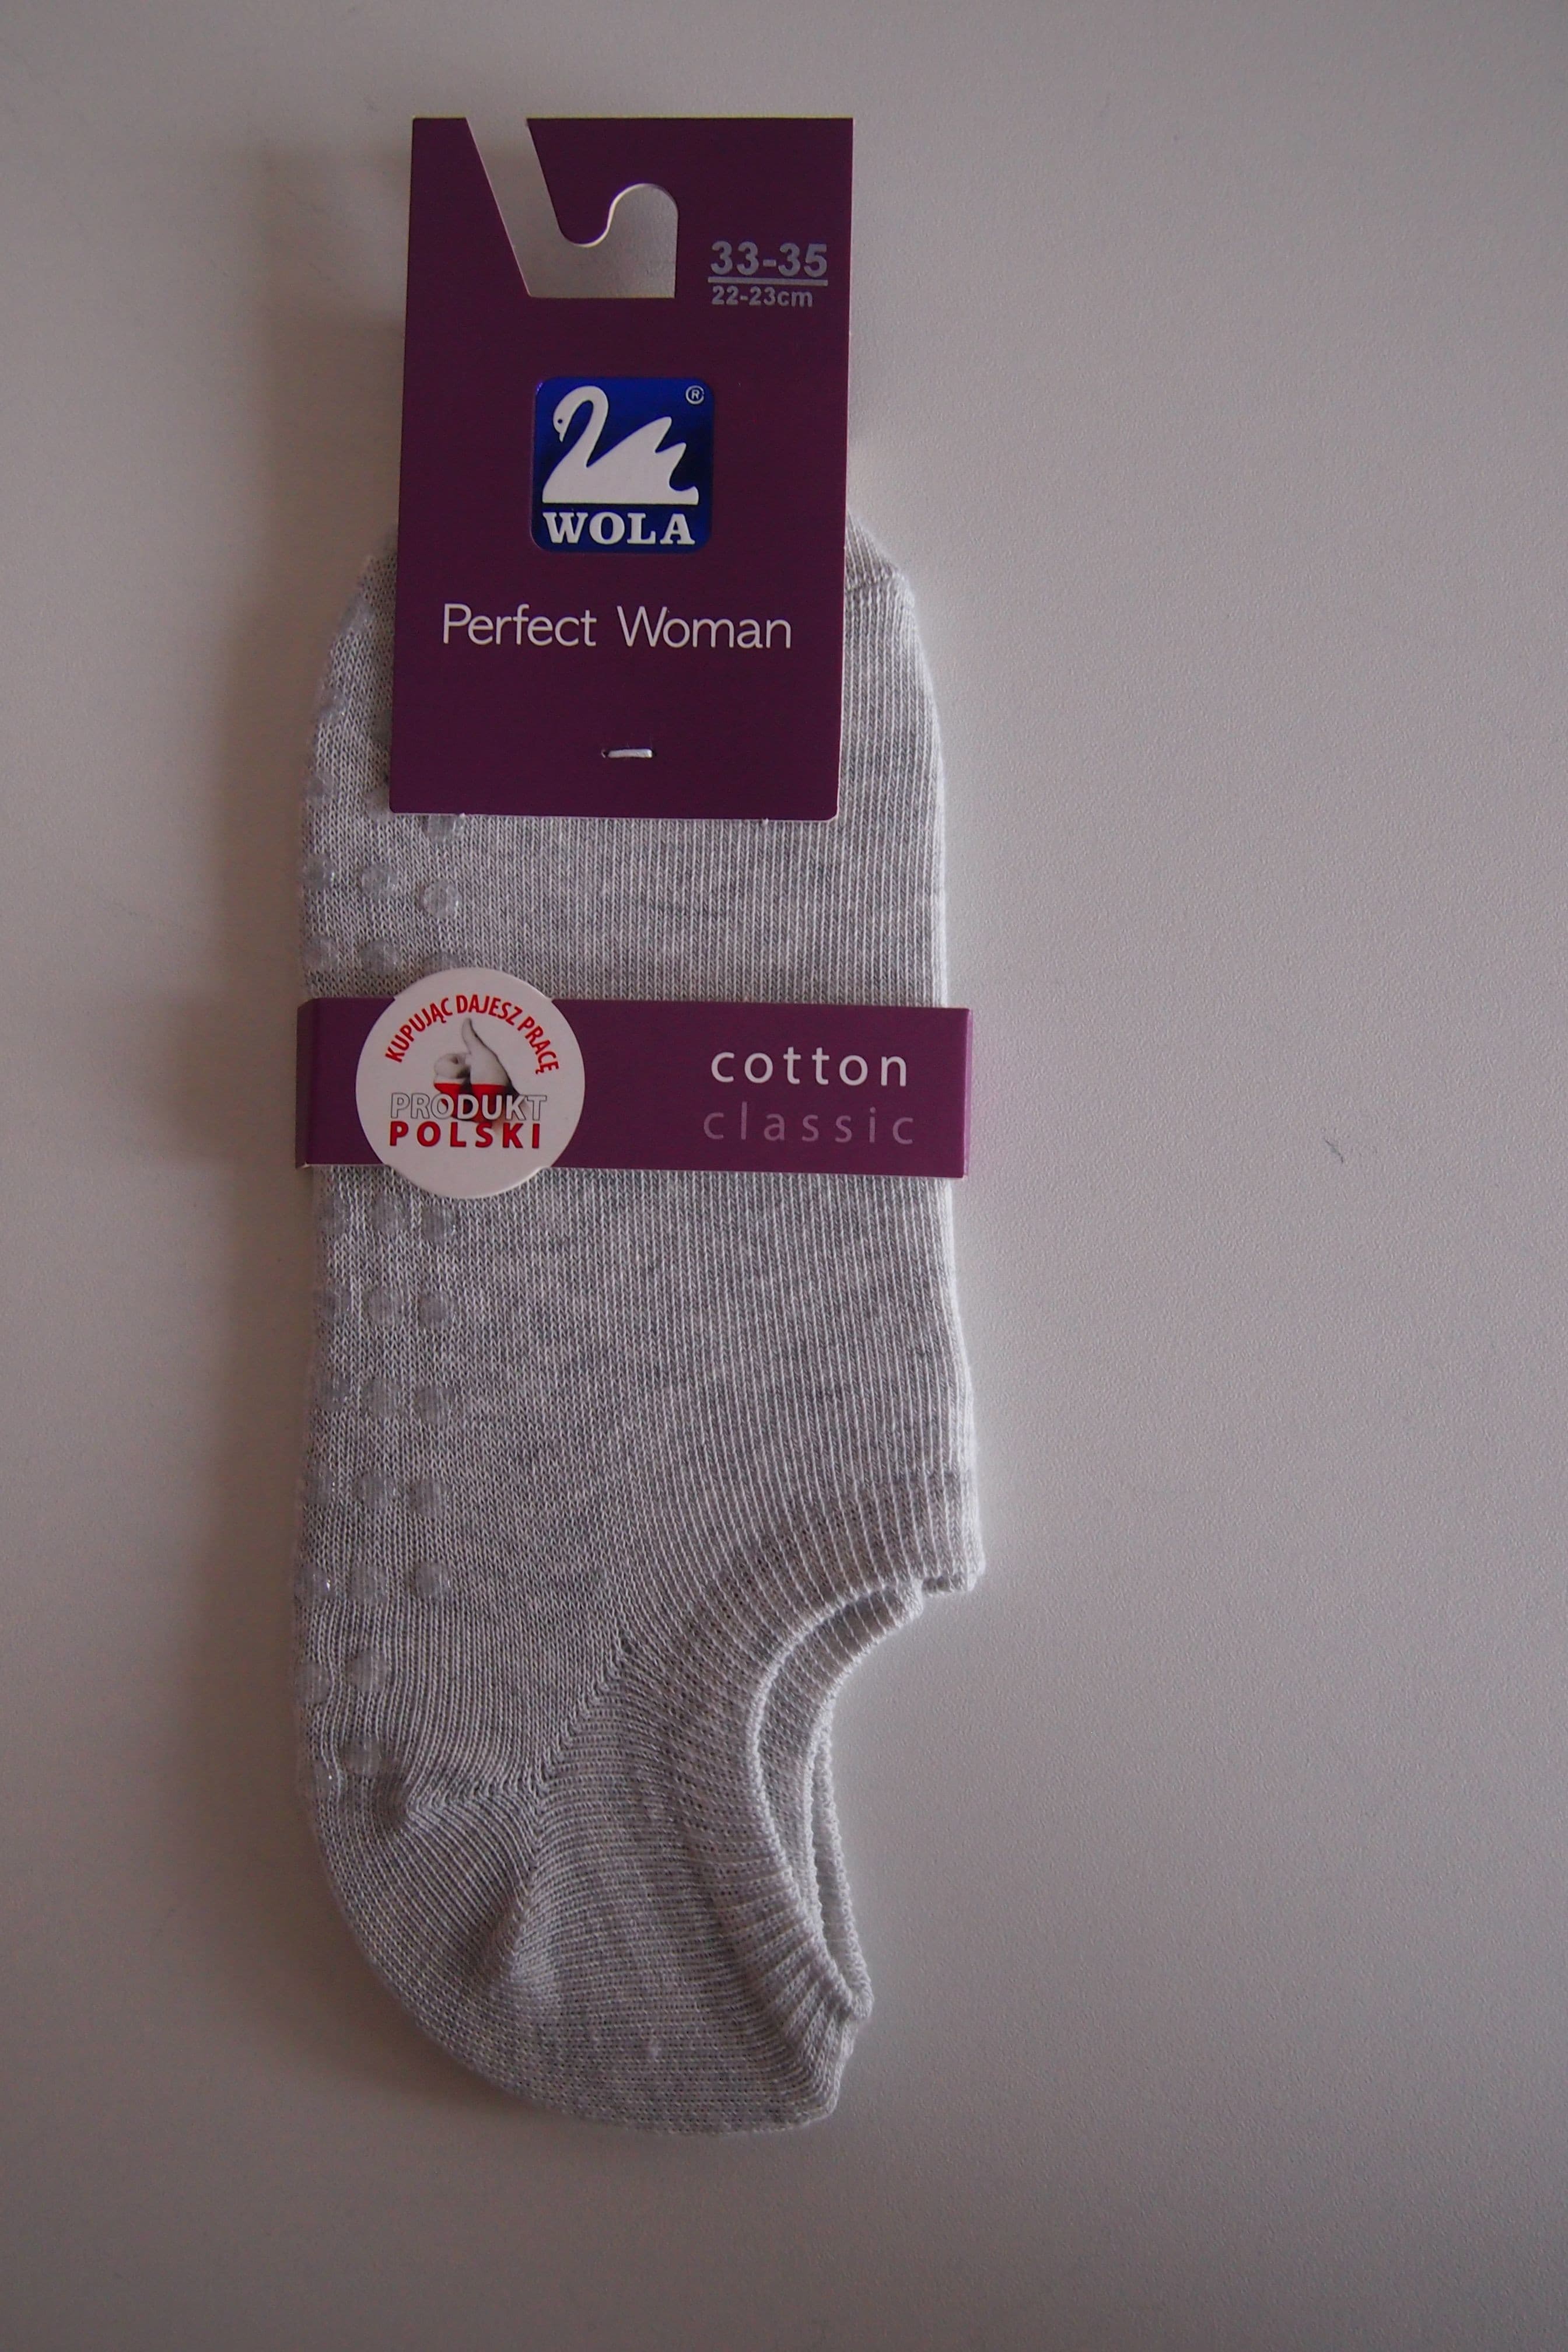 33-35
22-23cm
®
WOLA
Perfect Woman
KUPUJĄC DAJESZ PRACĘ
PRODUKT
POLSKI
cotton
classic